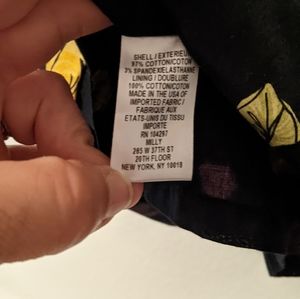 SHELL / EXTERIEUR
97% COTTON/COTON
3% SPANDEX/ELASTHANNE
LINING / DOUBLURE
100% COTTON/COTON
MADE IN THE USA OF
IMPORTED FABRIC /
FABRIQUE AUX
ETATS-UNIS DU TISSU
IMPORTE
RN 104297
MILLY
265 W 37TH ST
20TH FLOOR
NEW YORK, NY 10018